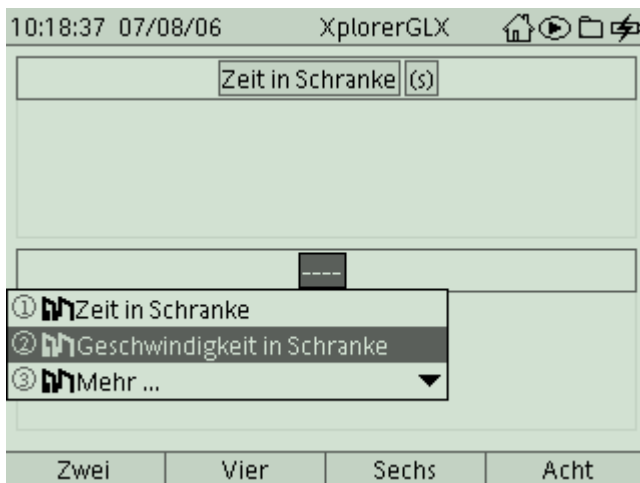 10:18:37 07/08/06 XplorerGLX
Zeit in Schranke (s)
----
① Zeit in Schranke
② Geschwindigkeit in Schranke
③ Mehr ...
Zwei Vier Sechs Acht